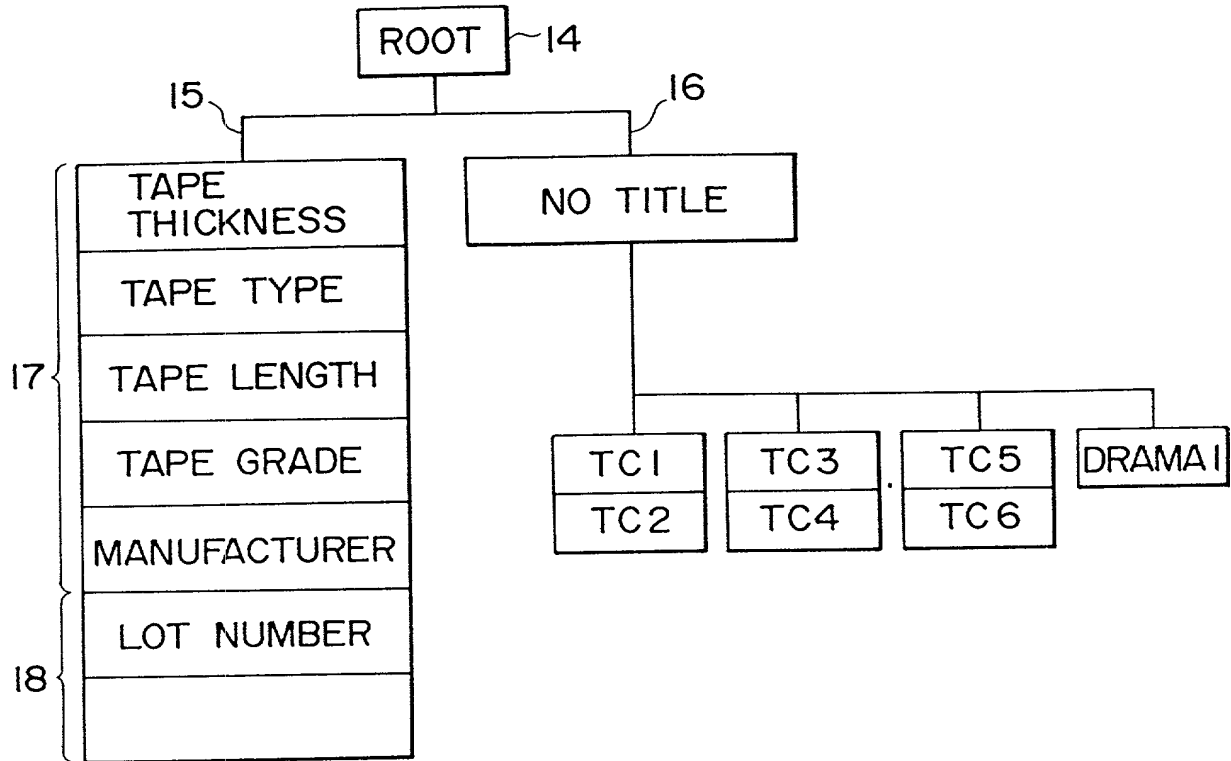 ROOT
14
15
16
TAPE
THICKNESS
NO TITLE
TAPE TYPE
17
TAPE LENGTH
TAPE GRADE
TC1
TC3
TC5
DRAMA1
TC2
TC4
TC6
MANUFACTURER
LOT NUMBER
18